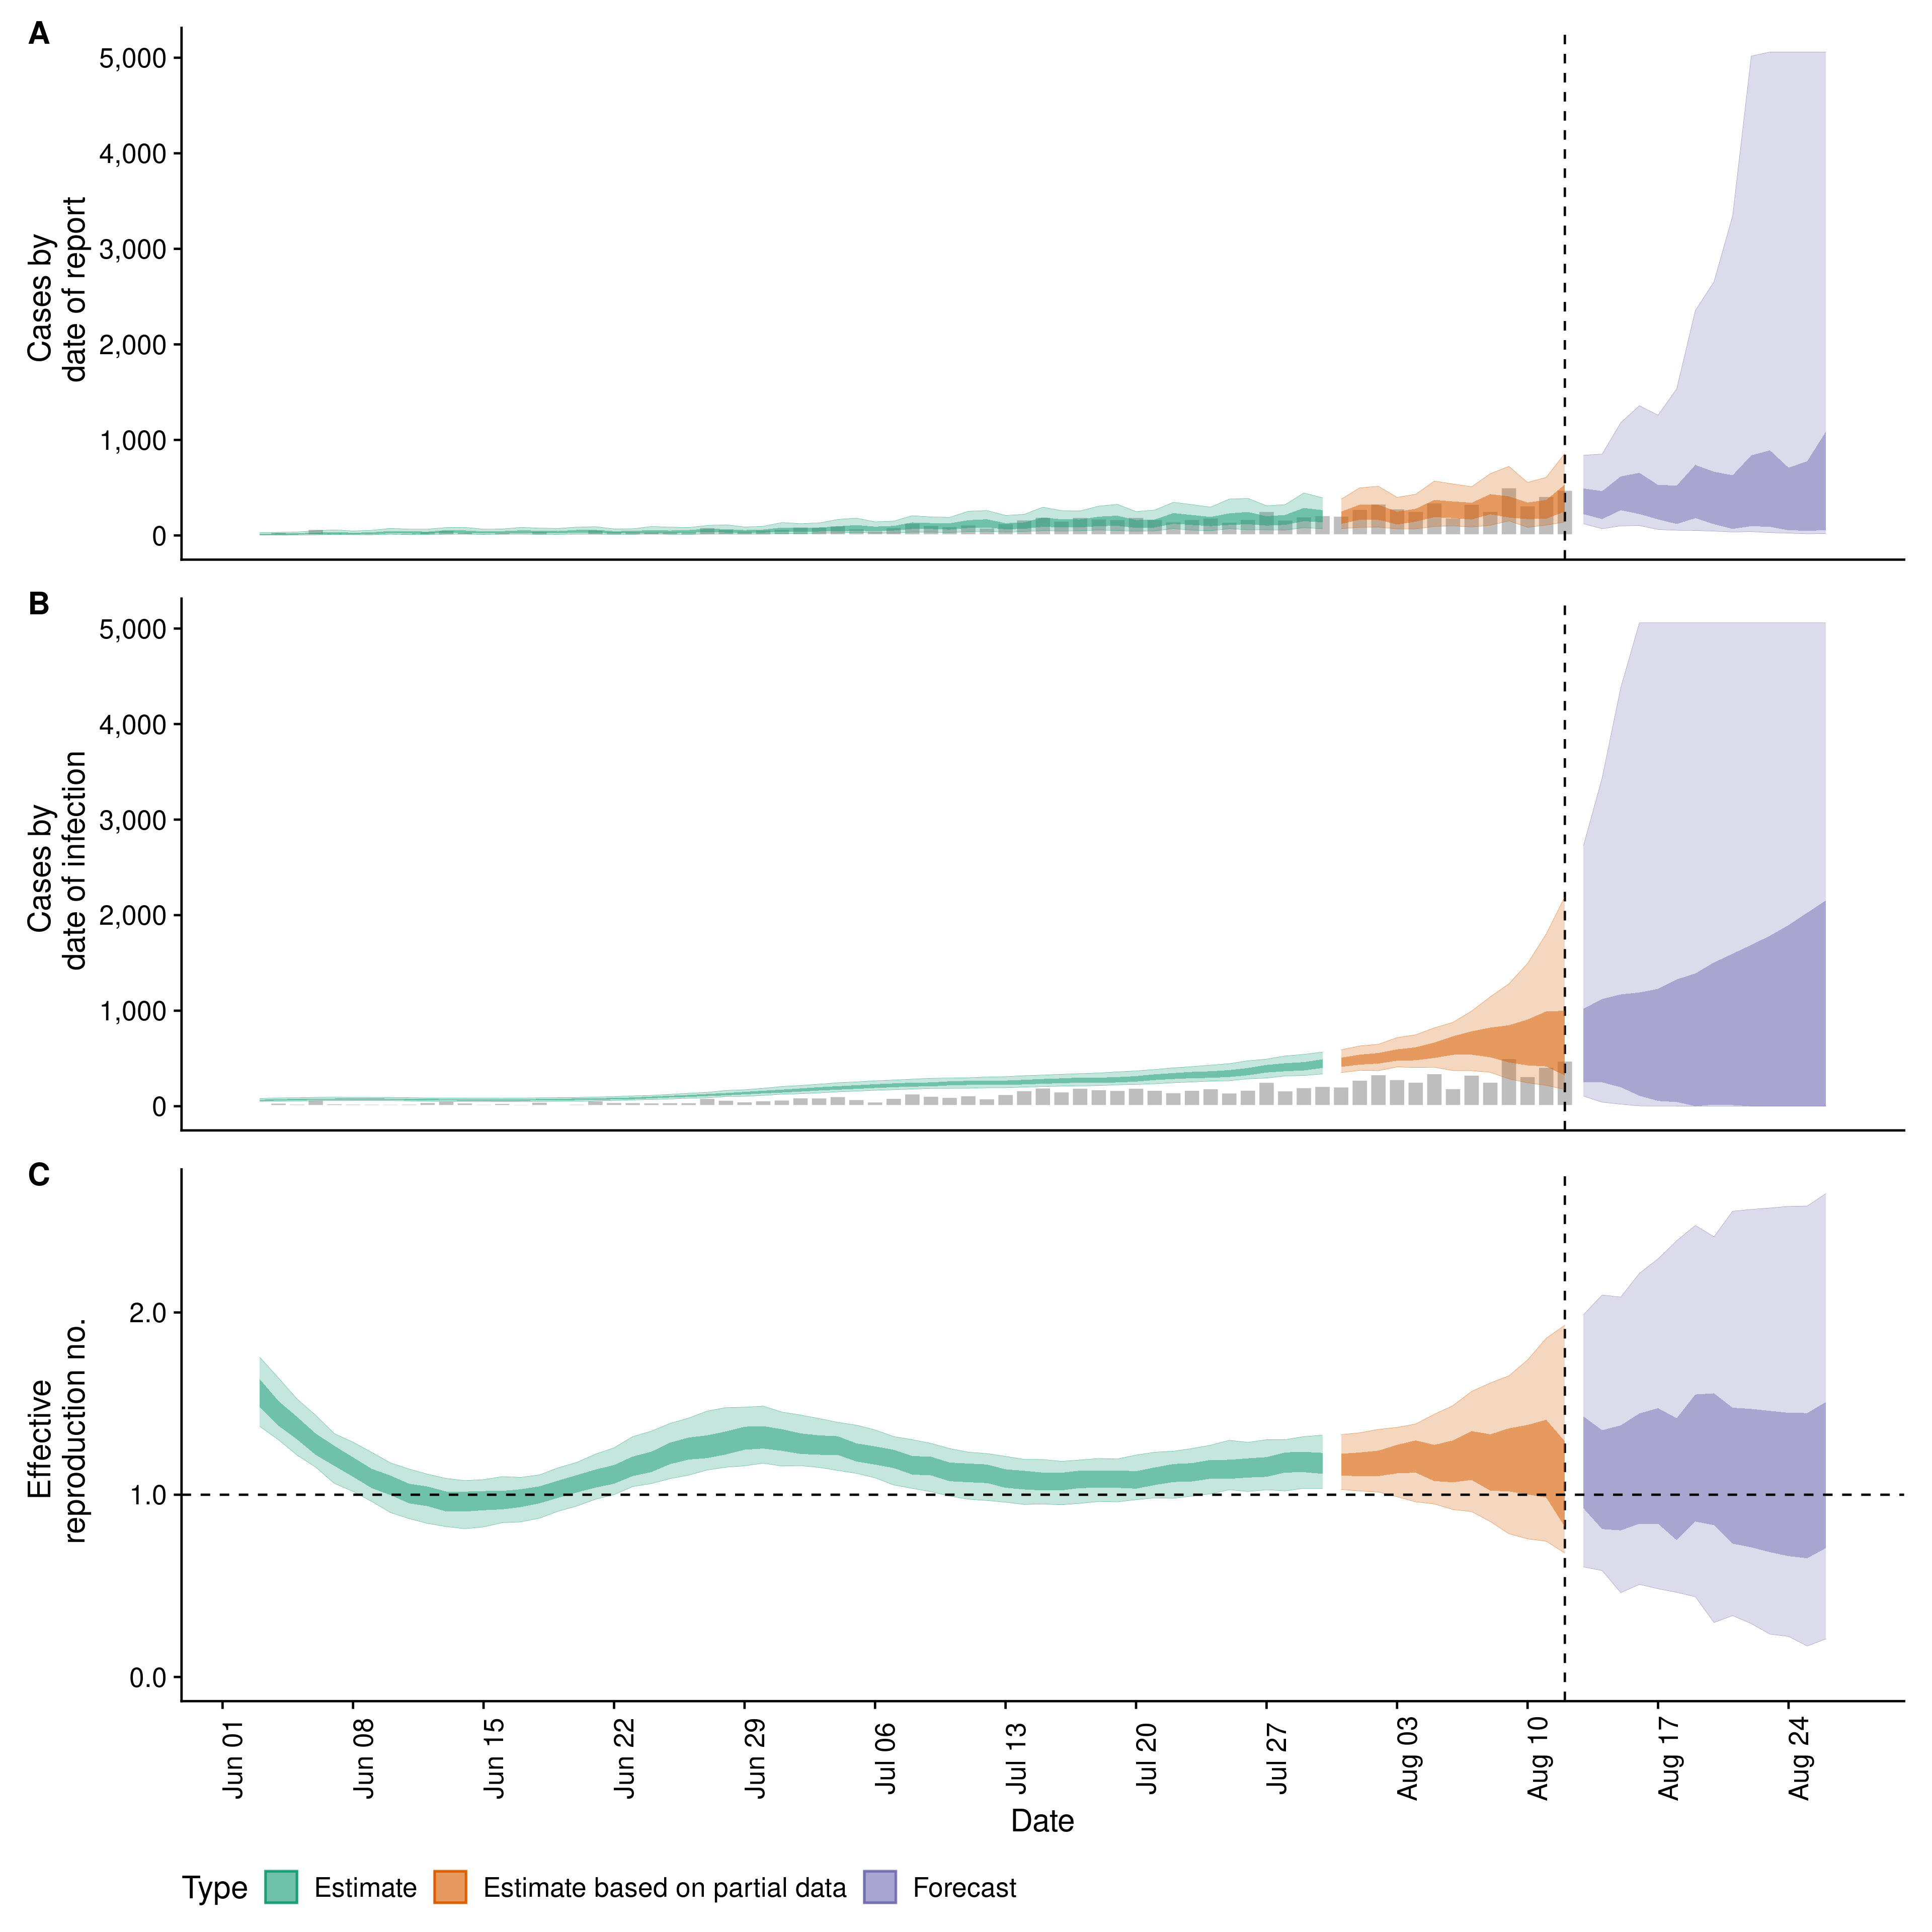 A
5,000
4,000
3,000
2,000
1,000
0
Cases by
date of report
B
5,000
4,000
3,000
2,000
1,000
0
Cases by
date of infection
C
2.0
1.0
0.0
Effective
reproduction no.
Jun 01
Jun 08
Jun 15
Jun 22
Jun 29
Jul 06
Jul 13
Jul 20
Jul 27
Aug 03
Aug 10
Aug 17
Aug 24
Date
Type Estimate Estimate based on partial data Forecast